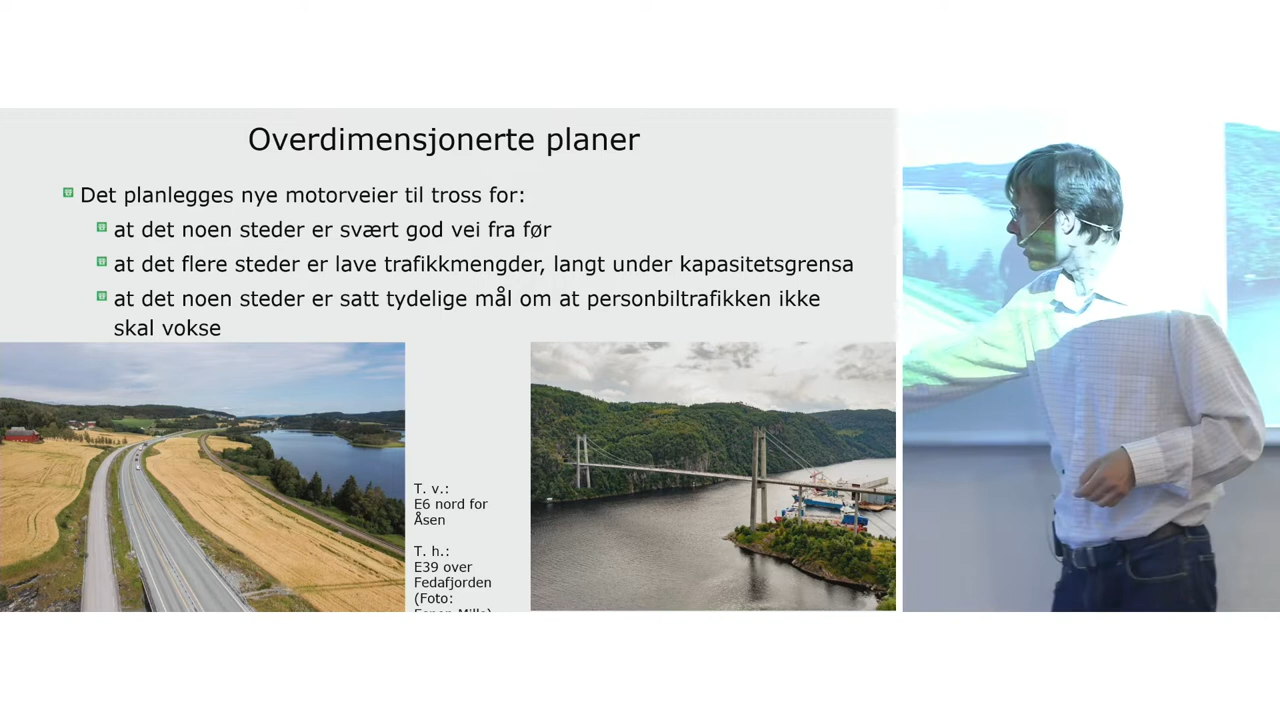 Overdimensjonerte planer
Det planlegges nye motorveier til tross for:
at det noen steder er svært god vei fra før
at det flere steder er lave trafikkmengder, langt under kapasitetsgrensa
at det noen steder er satt tydelige mål om at personbiltrafikken ikke
skal vokse
T. v.:
E6 nord for
Åsen
T. h.:
E39 over
Fedafjorden
(Foto: